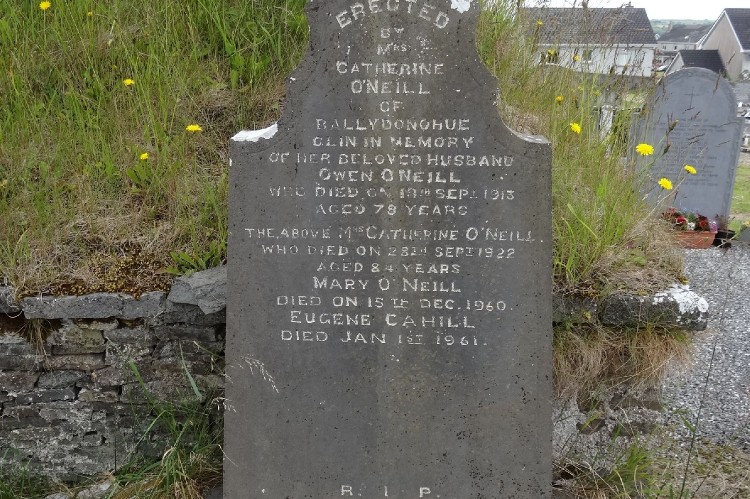 ERECTED
BY
MRS
CATHERINE
O'NEILL
OF
BALLYDONOHUE
GLIN IN MEMORY
OF HER BELOVED HUSBAND
OWEN O'NEILL
WHO DIED ON 19TH SEPT 1913
AGED 78 YEARS
THE ABOVE MRS CATHERINE O'NEILL
WHO DIED ON 28TH SEPT 1922
AGED 84 YEARS
MARY O'NEILL
DIED ON 15TH DEC. 1960.
EUGENE CAHILL
DIED JAN 1ST 1961.
R. I. P.